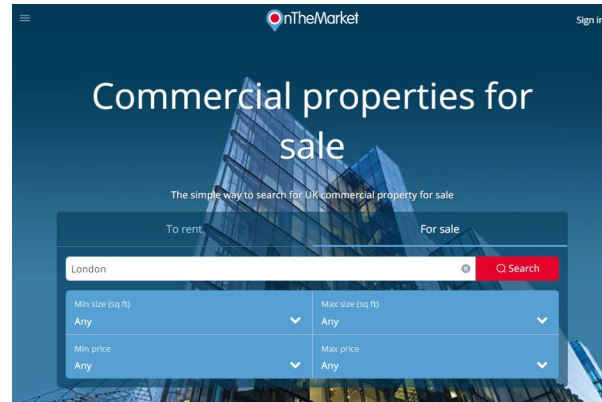 OnTheMarket
Sign in
Commercial properties for
sale
The simple way to search for UK commercial property for sale
To rent
For sale
London
Search
Min size (sq ft)
Any
Max size (sq ft)
Any
Min price
Any
Max price
Any